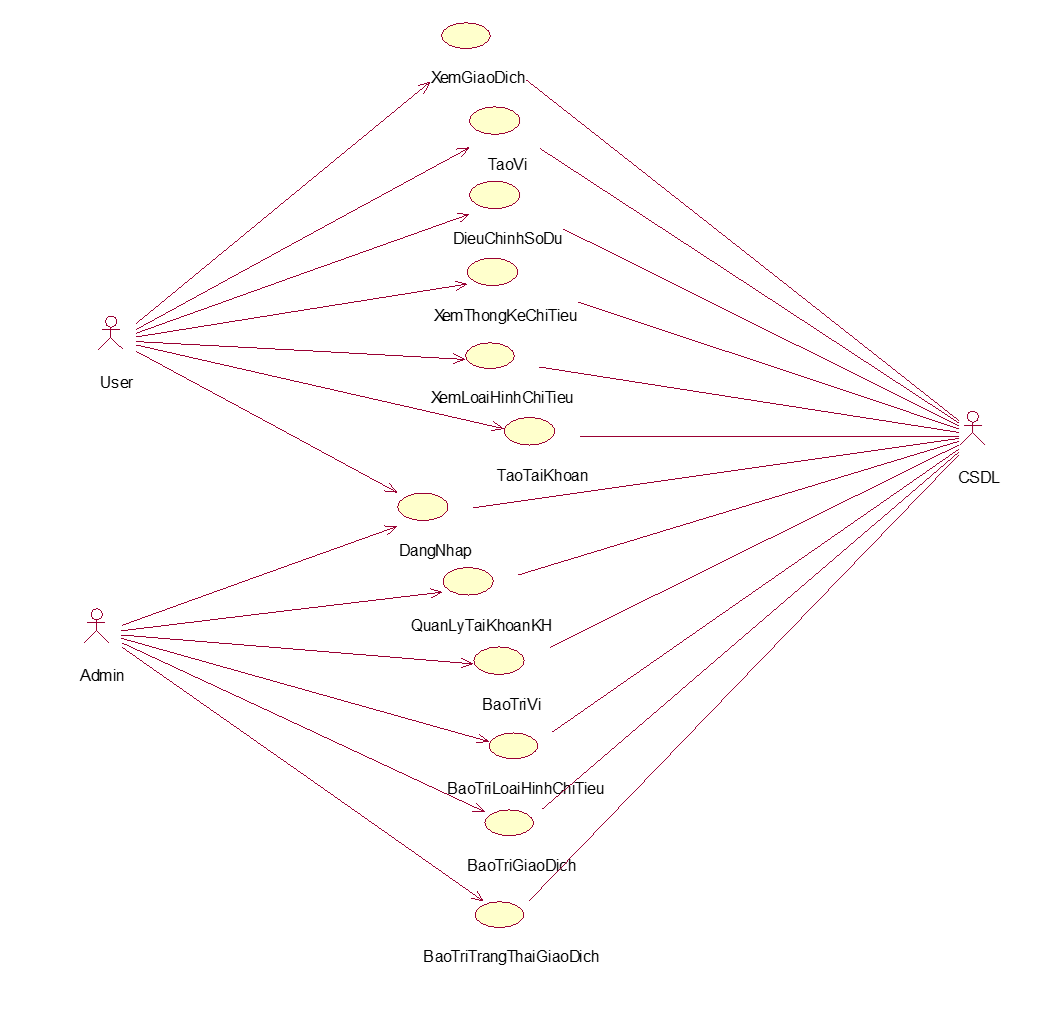 XemGiaoDich
TaoVi
DieuChinhSoDu
XemThongKeChiTieu
User
XemLoaiHinhChiTieu
TaoTaiKhoan
CSDL
DangNhap
QuanLyTaiKhoanKH
Admin
BaoTriVi
BaoTriLoaiHinhChiTieu
BaoTriGiaoDich
BaoTriTrangThaiGiaoDich